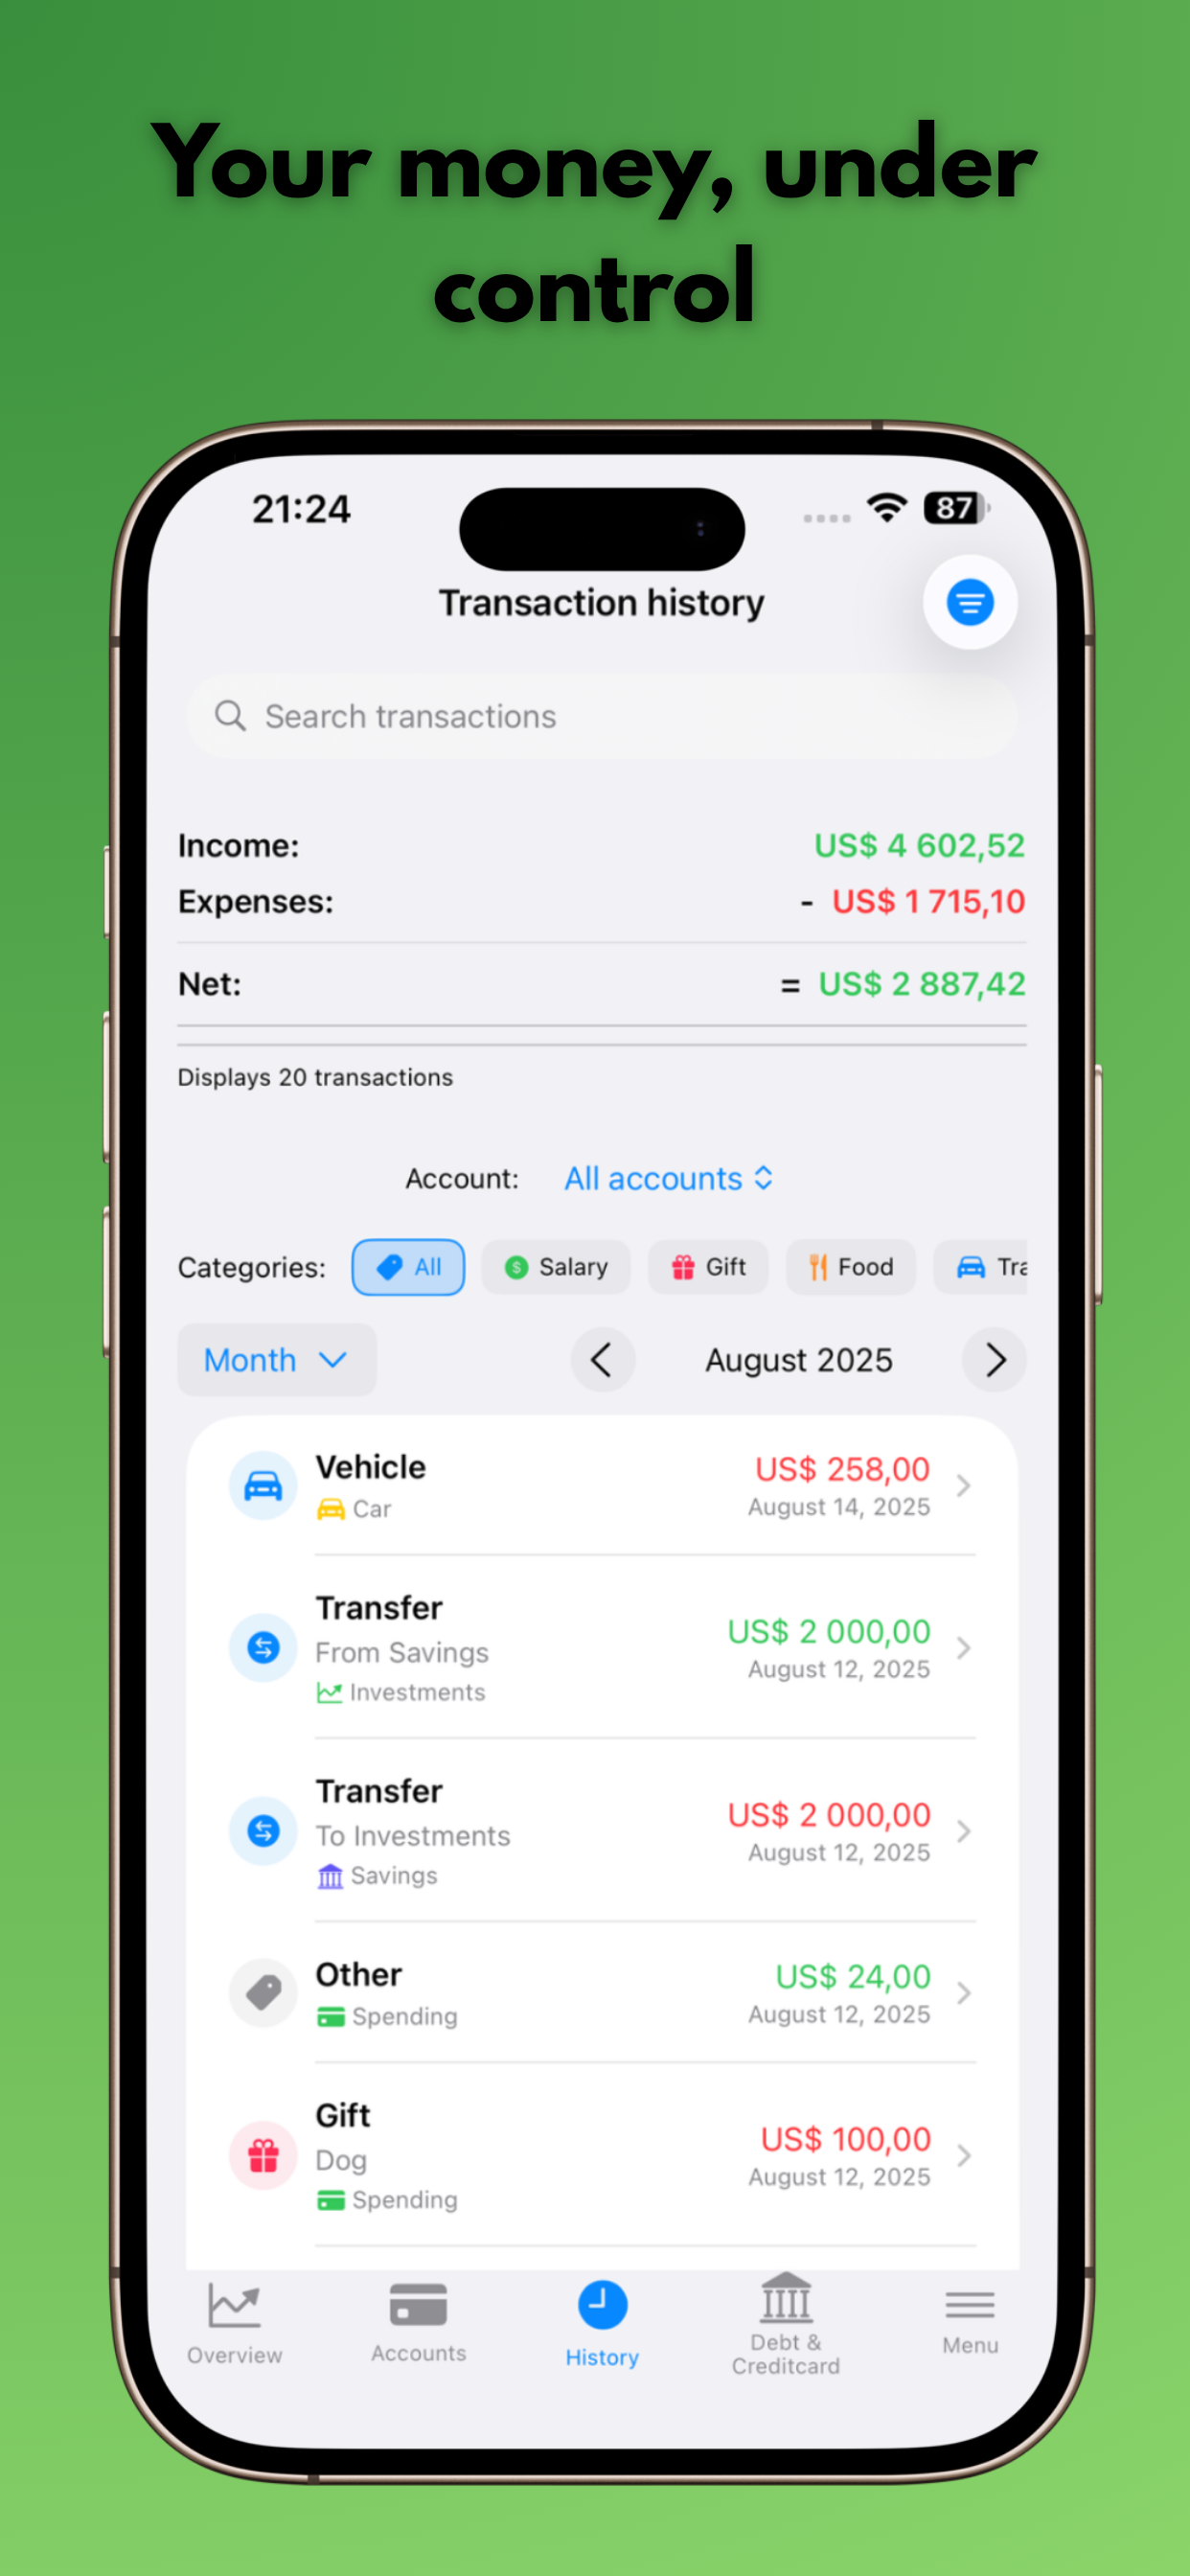 Your money, under
control
21:24
87
Transaction history
Search transactions
Income: US$ 4 602,52
Expenses: - US$ 1 715,10
Net: = US$ 2 887,42
Displays 20 transactions
Account: All accounts
Categories: All $ Salary Gift Food Tra
Month August 2025
Vehicle US$ 258,00
Car August 14, 2025
Transfer
From Savings US$ 2 000,00
Investments August 12, 2025
Transfer
To Investments US$ 2 000,00
Savings August 12, 2025
Other US$ 24,00
Spending August 12, 2025
Gift
Dog US$ 100,00
Spending August 12, 2025
Overview Accounts History Debt & Menu
Creditcard